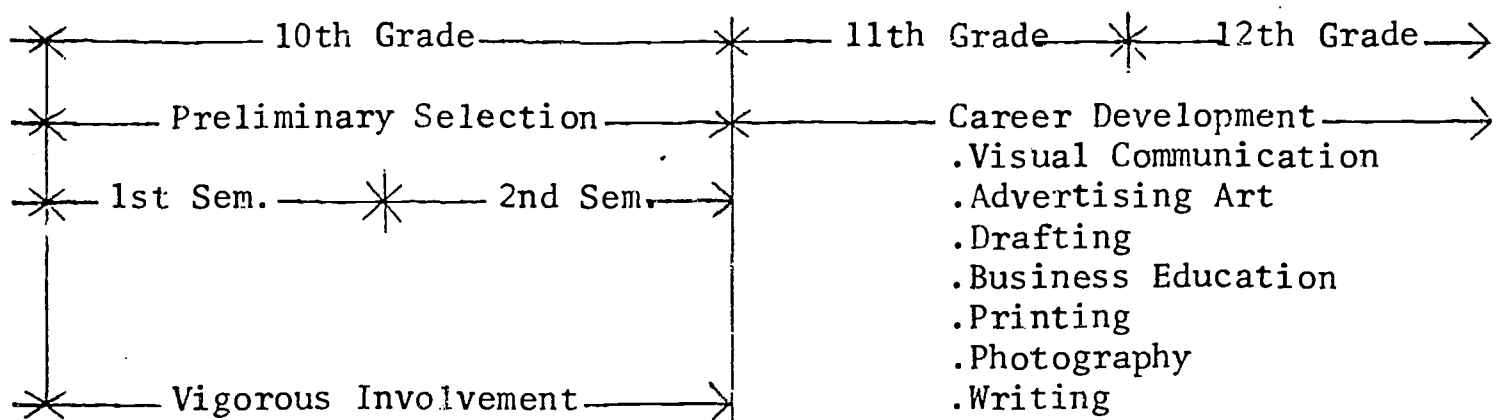 10th Grade 11th Grade 12th Grade
Preliminary Selection Career Development
.Visual Communication
1st Sem. 2nd Sem. .Advertising Art
.Drafting
.Business Education
.Printing
.Photography
Vigorous Involvement .Writing